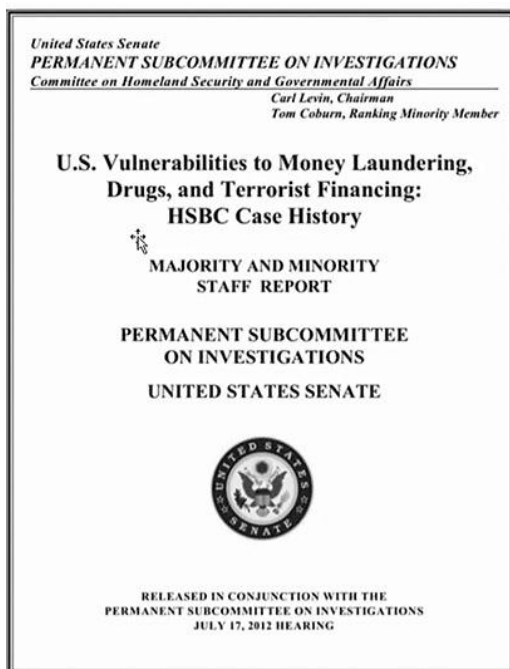 United States Senate
PERMANENT SUBCOMMITTEE ON INVESTIGATIONS
Committee on Homeland Security and Governmental Affairs
Carl Levin, Chairman
Tom Coburn, Ranking Minority Member
U.S. Vulnerabilities to Money Laundering,
Drugs, and Terrorist Financing:
HSBC Case History
MAJORITY AND MINORITY
STAFF REPORT
PERMANENT SUBCOMMITTEE
ON INVESTIGATIONS
UNITED STATES SENATE
UNITED STATES
SENATE
RELEASED IN CONJUNCTION WITH THE
PERMANENT SUBCOMMITTEE ON INVESTIGATIONS
JULY 17, 2012 HEARING